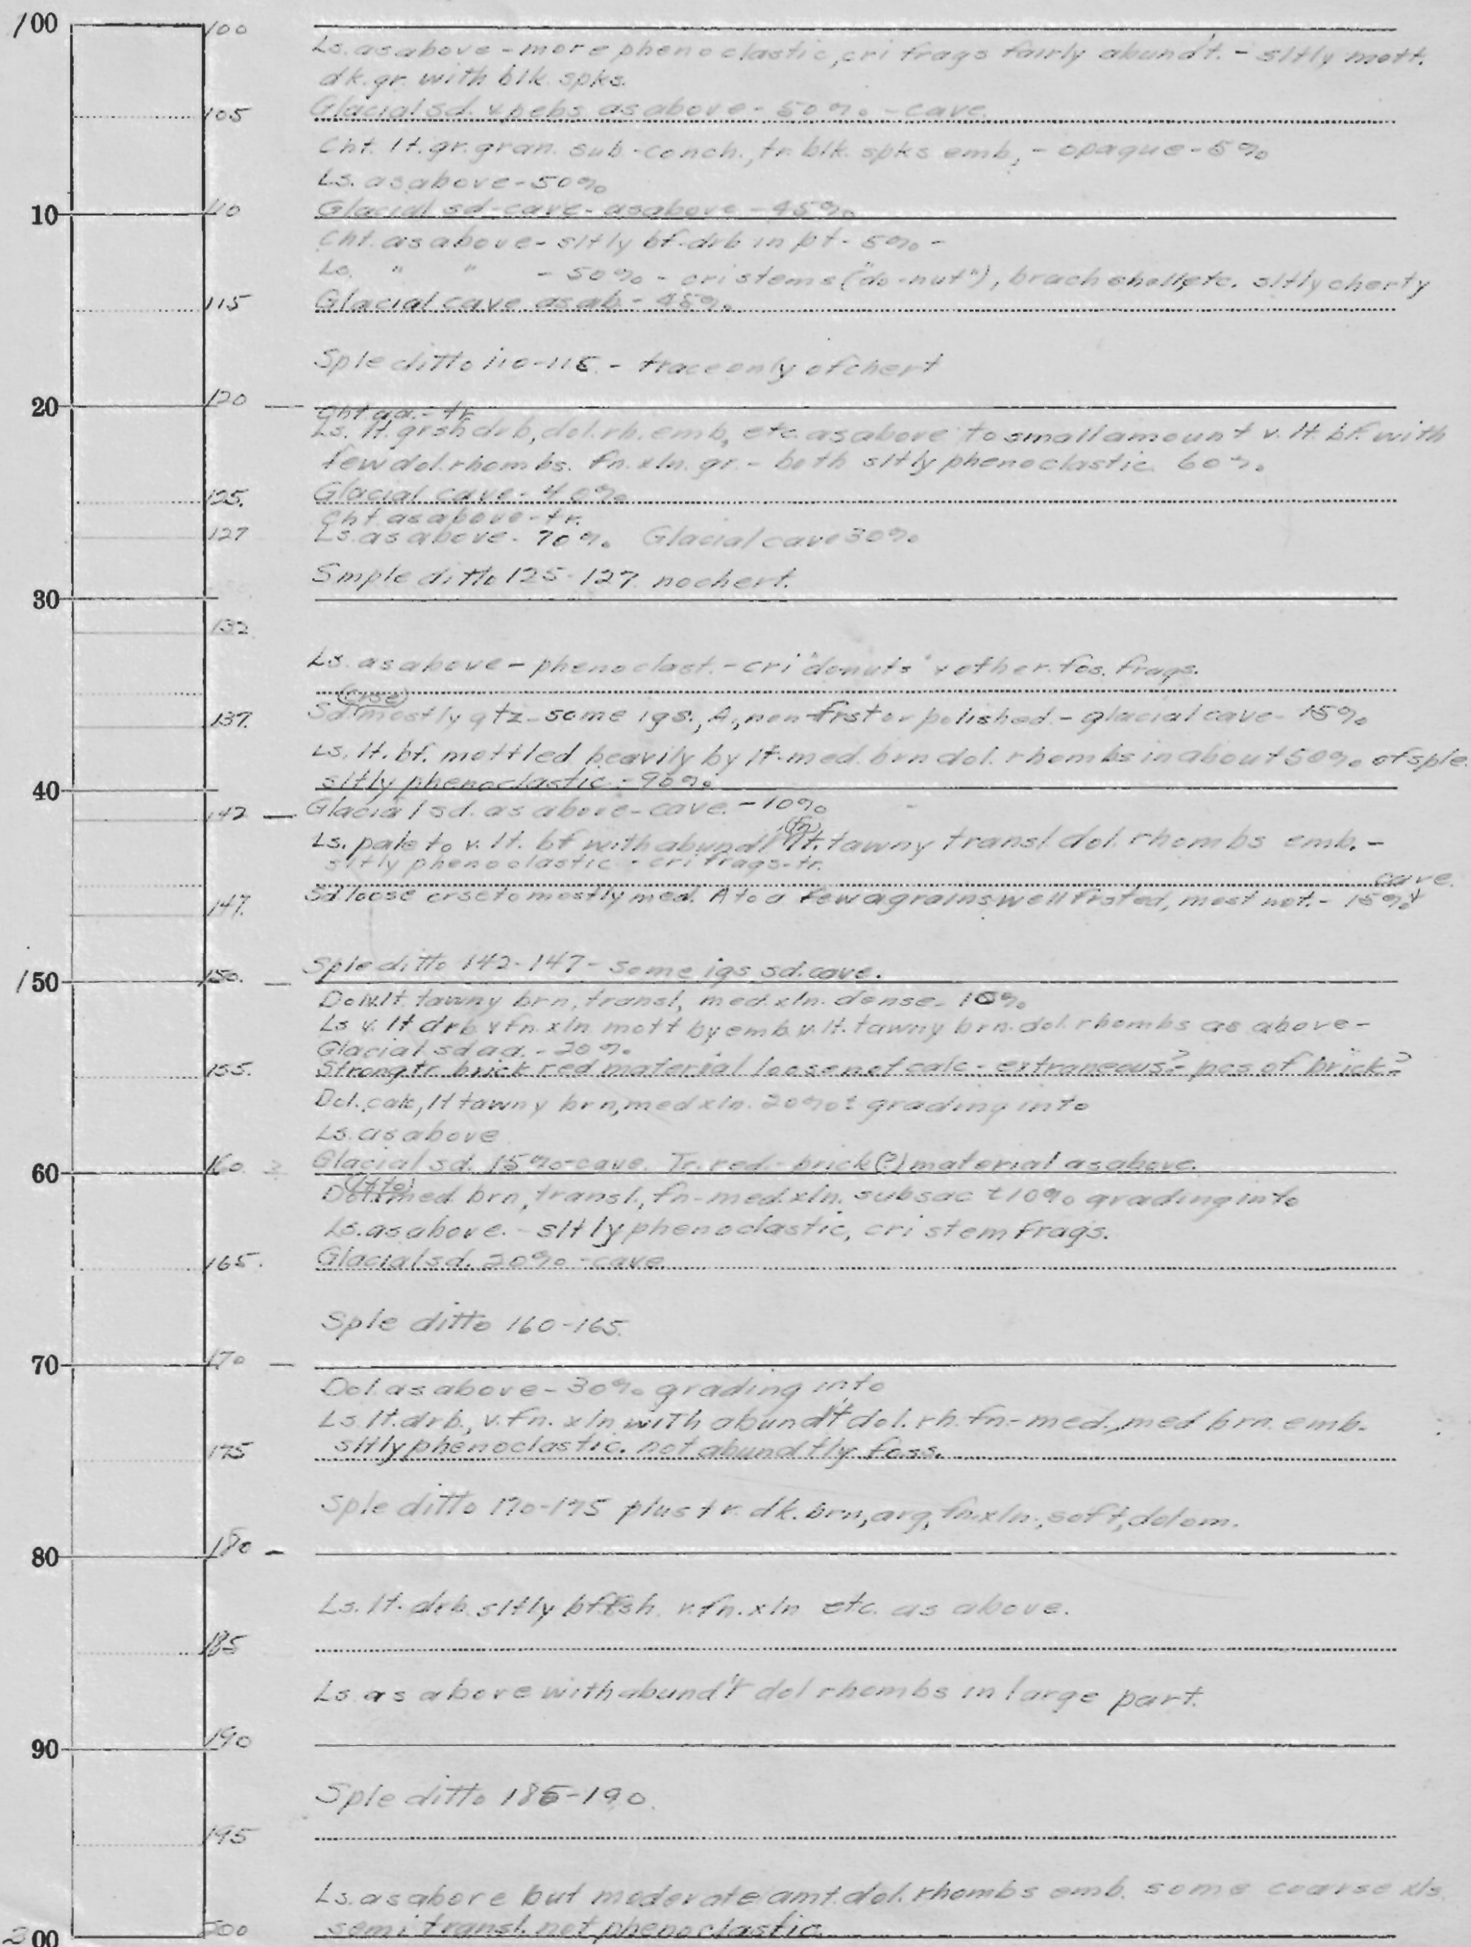 100 100
Ls. as above - more phenoclastic, cri frags fairly abund't. - sltly mott.
dk. gr. with blk. spks.
105 Glacial sd. & pebs as above - 50% - cave.
Cht. lt. gr. gran. sub-conch., tr. blk. spks emb, - opaque - 5%
Ls. as above - 50%
10 110 Glacial sd - cave - as above - 45%
Cht. as above - sltly bf-drb in pt - 5% -
Ls. " " - 50% - cri stems ("do-nut"), brach shell, etc. sltly cherty
115 Glacial cave as ab. - 45%
Sple ditto 110-115 - trace only of chert
20 120
Cht aa. - tr.
Ls. lt. grsh drb, dol. rh. emb, etc as above to small amount v. lt. bf. with
few dol. rhombs. fn. xln. gr. - both sltly phenoclastic 60%
125. Glacial cave - 40%
Cht as above - tr.
127 Ls. as above - 70% Glacial cave 30%
Smple ditto 125-127. no chert.
30
132
Ls. as above - phenoclast. - cri "donuts" & other fos. frags.
(crse)
137. Sd. mostly qtz - some igs., A, non frst or polished. - glacial cave - 15%
Ls. lt. bf. mottled heavily by lt-med. brn dol. rhombs in about 50% of sple.
sltly phenoclastic - 90%
40
142 Glacial sd. as above - cave. - 10%
(fn)
Ls. pale to v. lt. bf with abund't lt. tawny transl dol. rhombs emb. -
sltly phenoclastic - cri frags - tr.
cave.
147. Sd loose crse to mostly med. A to a few a grains well frsted, most not. - 15%
Sple ditto 142-147 - some igs sd. cave.
150 150.
Dol v. lt. tawny brn, transl, med. xln. dense - 10%
Ls v. lt drb v fn. xln mott by emb. v. lt. tawny brn. dol. rhombs as above -
Glacial sd aa. - 20%
155. Strong tr. brick red material loose not calc - extraneous? - pcs of brick?
Dol., calc, lt tawny brn, med xln. 20%± grading into
Ls. as above
60 160. Glacial sd. 15% - cave. Tr. red - brick (?) material as above.
(lt to)
Dol. med. brn, transl., fn-med. xln. subsac ±10% grading into
Ls. as above. - sltly phenoclastic, cri stem frags.
165. Glacial sd. 20% - cave
Sple ditto 160-165.
70 170
Dol. as above - 30% grading into
Ls. lt. drb., v. fn. xln with abund't dol. rh. fn-med., med brn. emb.
175 sltly phenoclastic. not abundtly foss.
Sple ditto 170-175 plus tr. dk. brn, arg, fn. xln., soft, dolom.
80 180
Ls. lt. drb. sltly bffsh v. fn. xln etc. as above.
185
Ls as above with abund't dol rhombs in large part.
90 190
Sple ditto 185-190.
195
Ls. as above but moderate amt. dol. rhombs emb. some coarse xls.
200 200 semi transl. not phenoclastic.